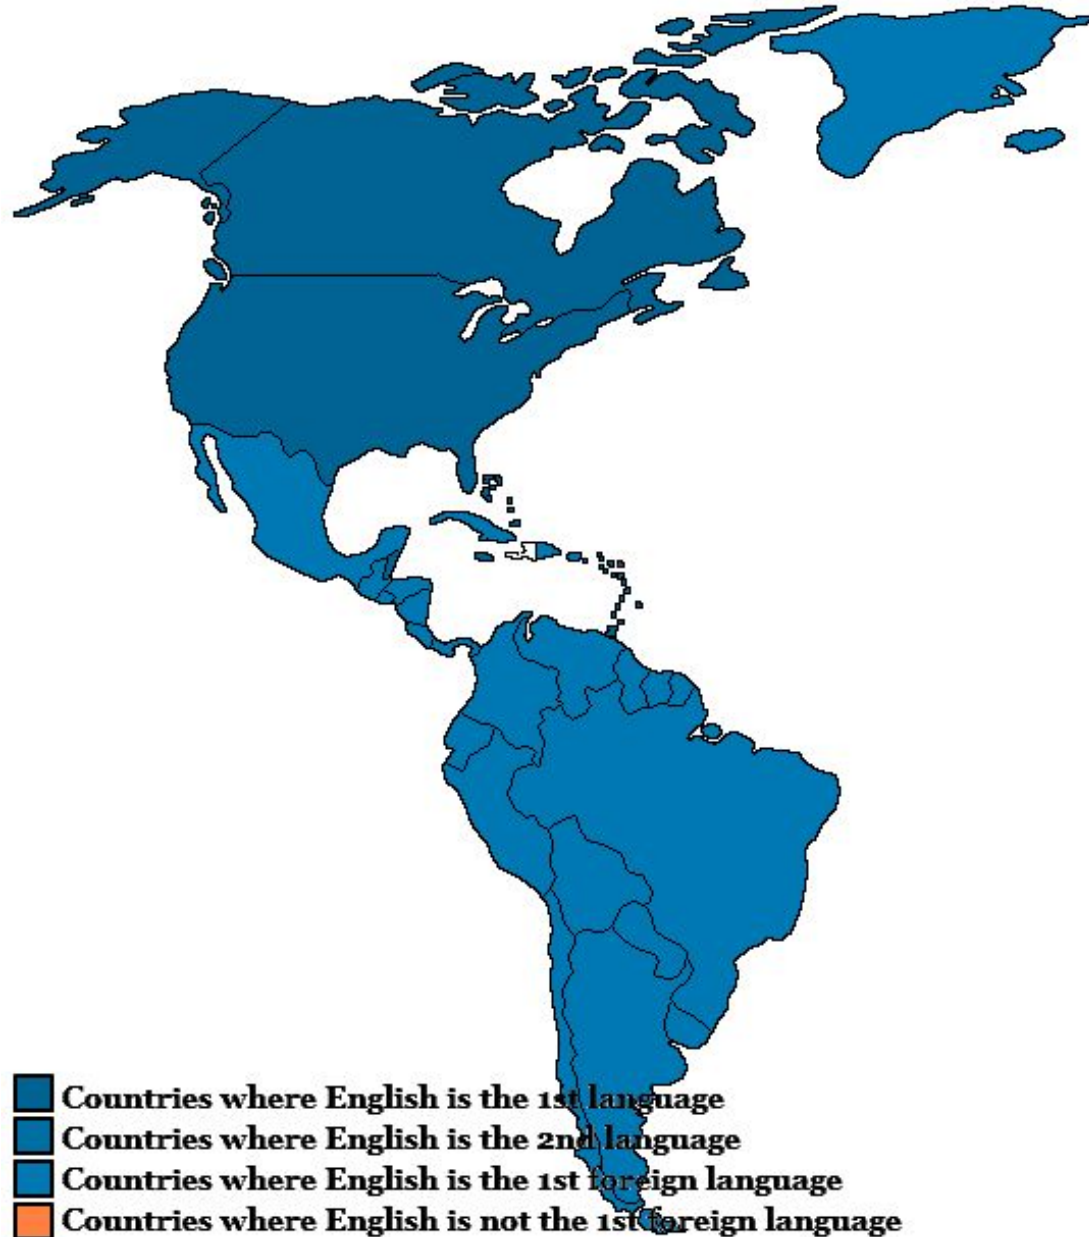 Countries where English is the 1st language
Countries where English is the 2nd language
Countries where English is the 1st foreign language
Countries where English is not the 1st foreign language